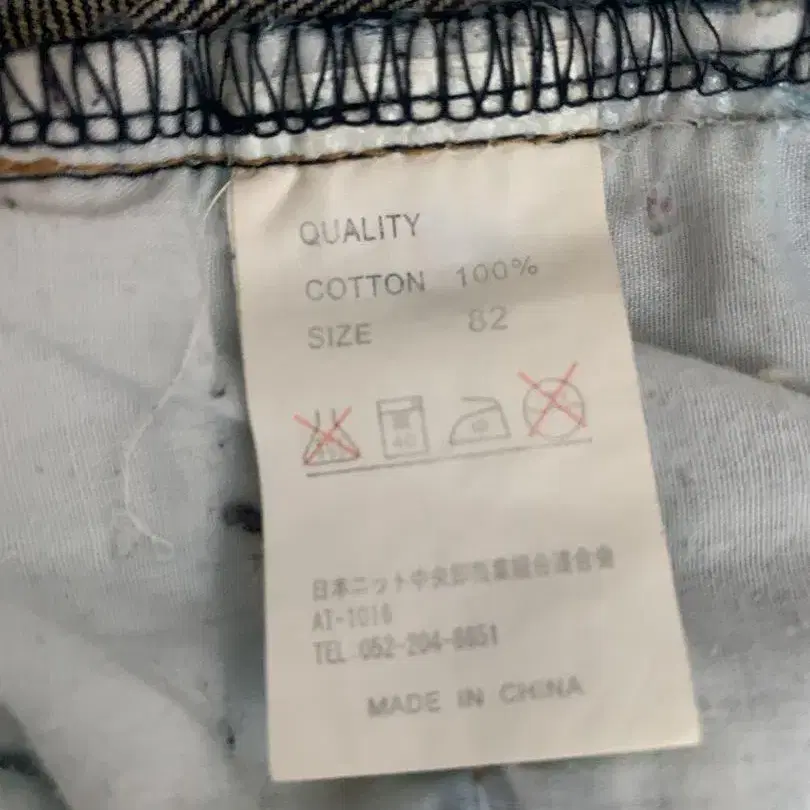 QUALITY
COTTON 100%
SIZE 82
40
日本ニット中央卸商業組合連合会
AT-1016
TEL 052-204-6651
MADE IN CHINA